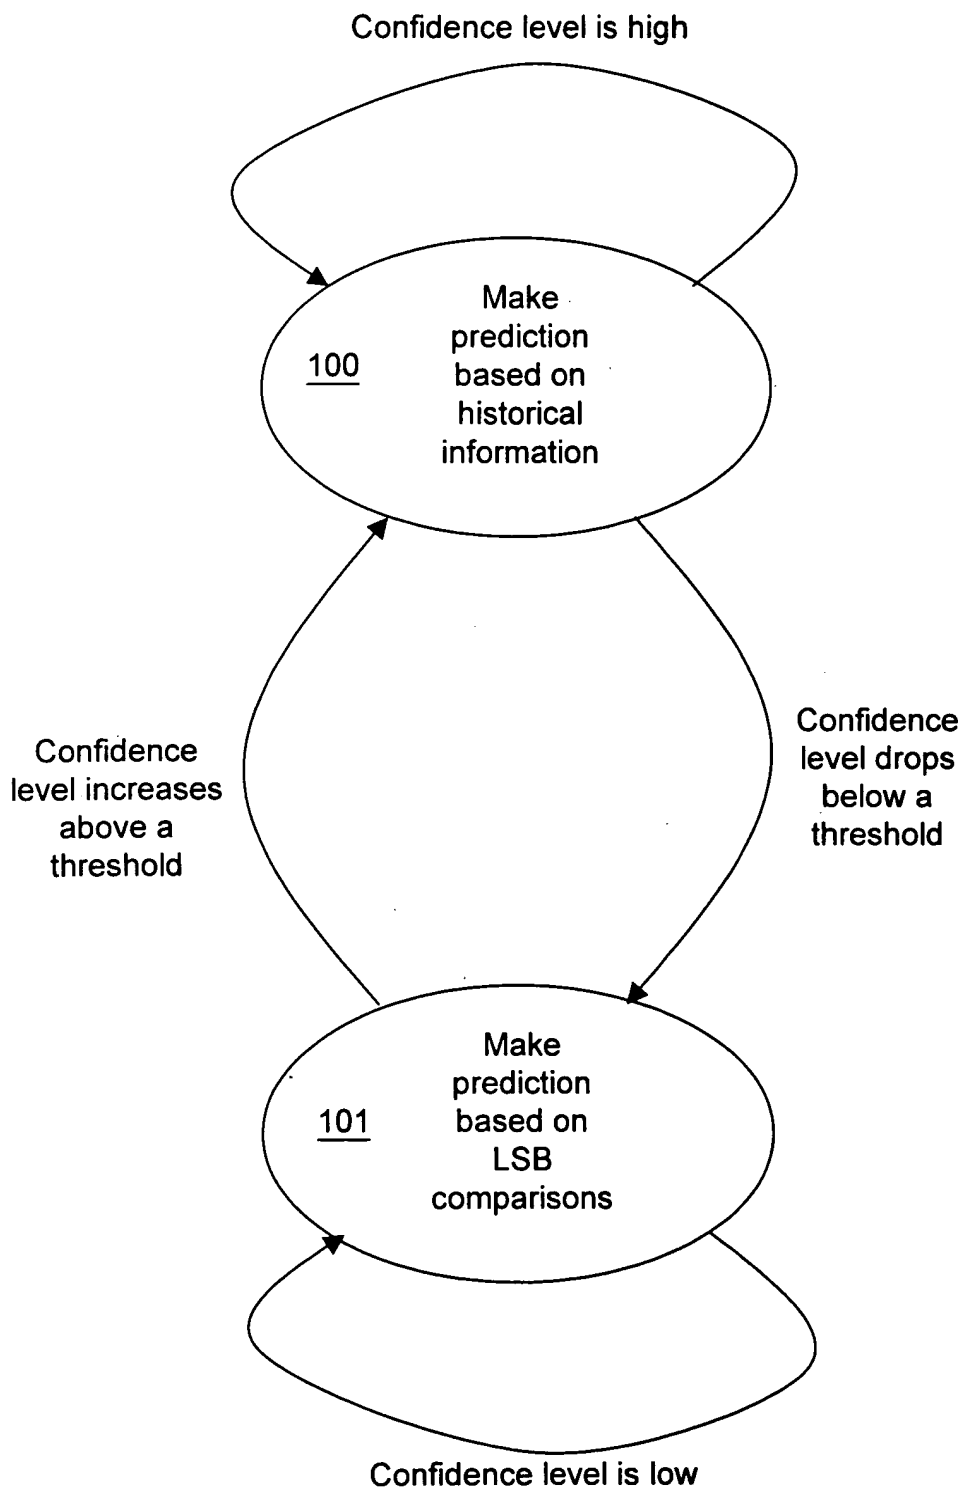 Confidence level is high
Make
prediction
100
based on
historical
information
Confidence
level drops
below a
threshold
Confidence
level increases
above a
threshold
Make
prediction
101
based on
LSB
comparisons
Confidence level is low